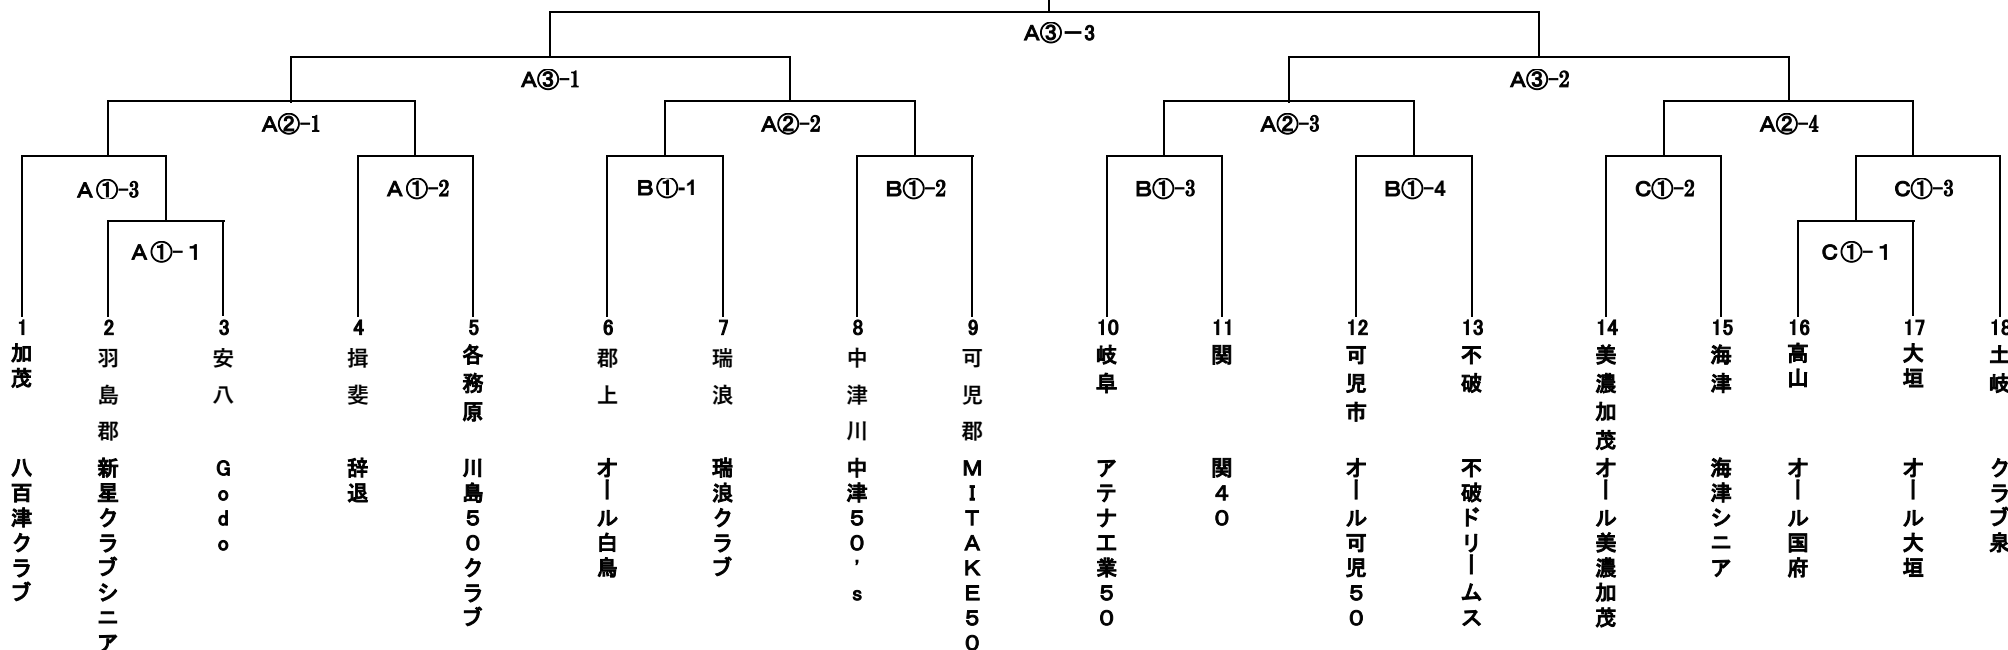 A③－3
A③-1
A③-2
A②-1
A②-2
A②-3
A②-4
A①-3
A①-2
B①-1
B①-2
B①-3
B①-4
C①-2
C①-3
A①-1
C①-1
1
2
3
4
5
6
7
8
9
10
11
12
13
14
15
16
17
18
加茂
羽島郡
安八
揖斐
各務原
郡上
瑞浪
中津川
可児郡
岐阜
関
可児市
不破
美濃加茂
海津
高山
大垣
土岐
八百津クラブ
新星クラブシニア
Godo
辞退
川島50クラブ
オール白鳥
瑞浪クラブ
中津50's
MITAKE50
アテナ工業50
関40
オール可児50
不破ドリームス
オール美濃加茂
海津シニア
オール国府
オール大垣
クラブ泉